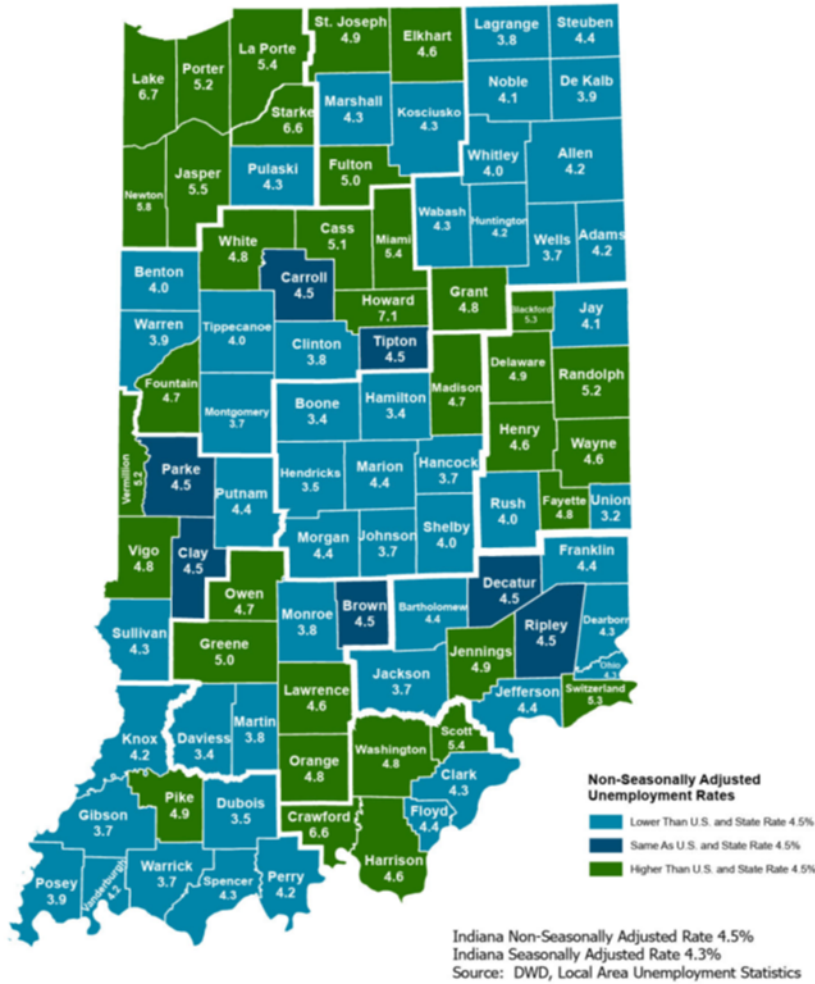 St. Joseph
4.9
Elkhart
4.6
Lagrange
3.8
Steuben
4.4
La Porte
5.4
Porter
5.2
Lake
6.7
Noble
4.1
De Kalb
3.9
Starke
6.6
Marshall
4.3
Kosciusko
4.3
Whitley
4.0
Allen
4.2
Newton
5.8
Jasper
5.5
Pulaski
4.3
Fulton
5.0
Wabash
4.3
Huntington
4.2
Wells
3.7
Adams
4.2
White
4.8
Cass
5.1
Miami
5.4
Benton
4.0
Carroll
4.5
Grant
4.8
Howard
7.1
Blackford
5.3
Jay
4.1
Warren
3.9
Tippecanoe
4.0
Clinton
3.8
Tipton
4.5
Fountain
4.7
Madison
4.7
Delaware
4.9
Randolph
5.2
Montgomery
3.7
Boone
3.4
Hamilton
3.4
Henry
4.6
Wayne
4.6
Vermillion
5.2
Parke
4.5
Putnam
4.4
Hendricks
3.5
Marion
4.4
Hancock
3.7
Rush
4.0
Fayette
4.8
Union
3.2
Vigo
4.8
Clay
4.5
Morgan
4.4
Johnson
3.7
Shelby
4.0
Franklin
4.4
Owen
4.7
Monroe
3.8
Brown
4.5
Bartholomew
4.4
Decatur
4.5
Ripley
4.5
Dearborn
4.3
Sullivan
4.3
Greene
5.0
Jennings
4.9
Ohio
4.3
Lawrence
4.6
Jackson
3.7
Jefferson
4.4
Switzerland
5.3
Knox
4.2
Daviess
3.4
Martin
3.8
Orange
4.8
Washington
4.8
Scott
5.4
Clark
4.3
Gibson
3.7
Pike
4.9
Dubois
3.5
Crawford
6.6
Floyd
4.4
Harrison
4.6
Posey
3.9
Vanderburgh
4.2
Warrick
3.7
Spencer
4.3
Perry
4.2
Non-Seasonally Adjusted
Unemployment Rates
Lower Than U.S. and State Rate 4.5%
Same As U.S. and State Rate 4.5%
Higher Than U.S. and State Rate 4.5%
Indiana Non-Seasonally Adjusted Rate 4.5%
Indiana Seasonally Adjusted Rate 4.3%
Source: DWD, Local Area Unemployment Statistics